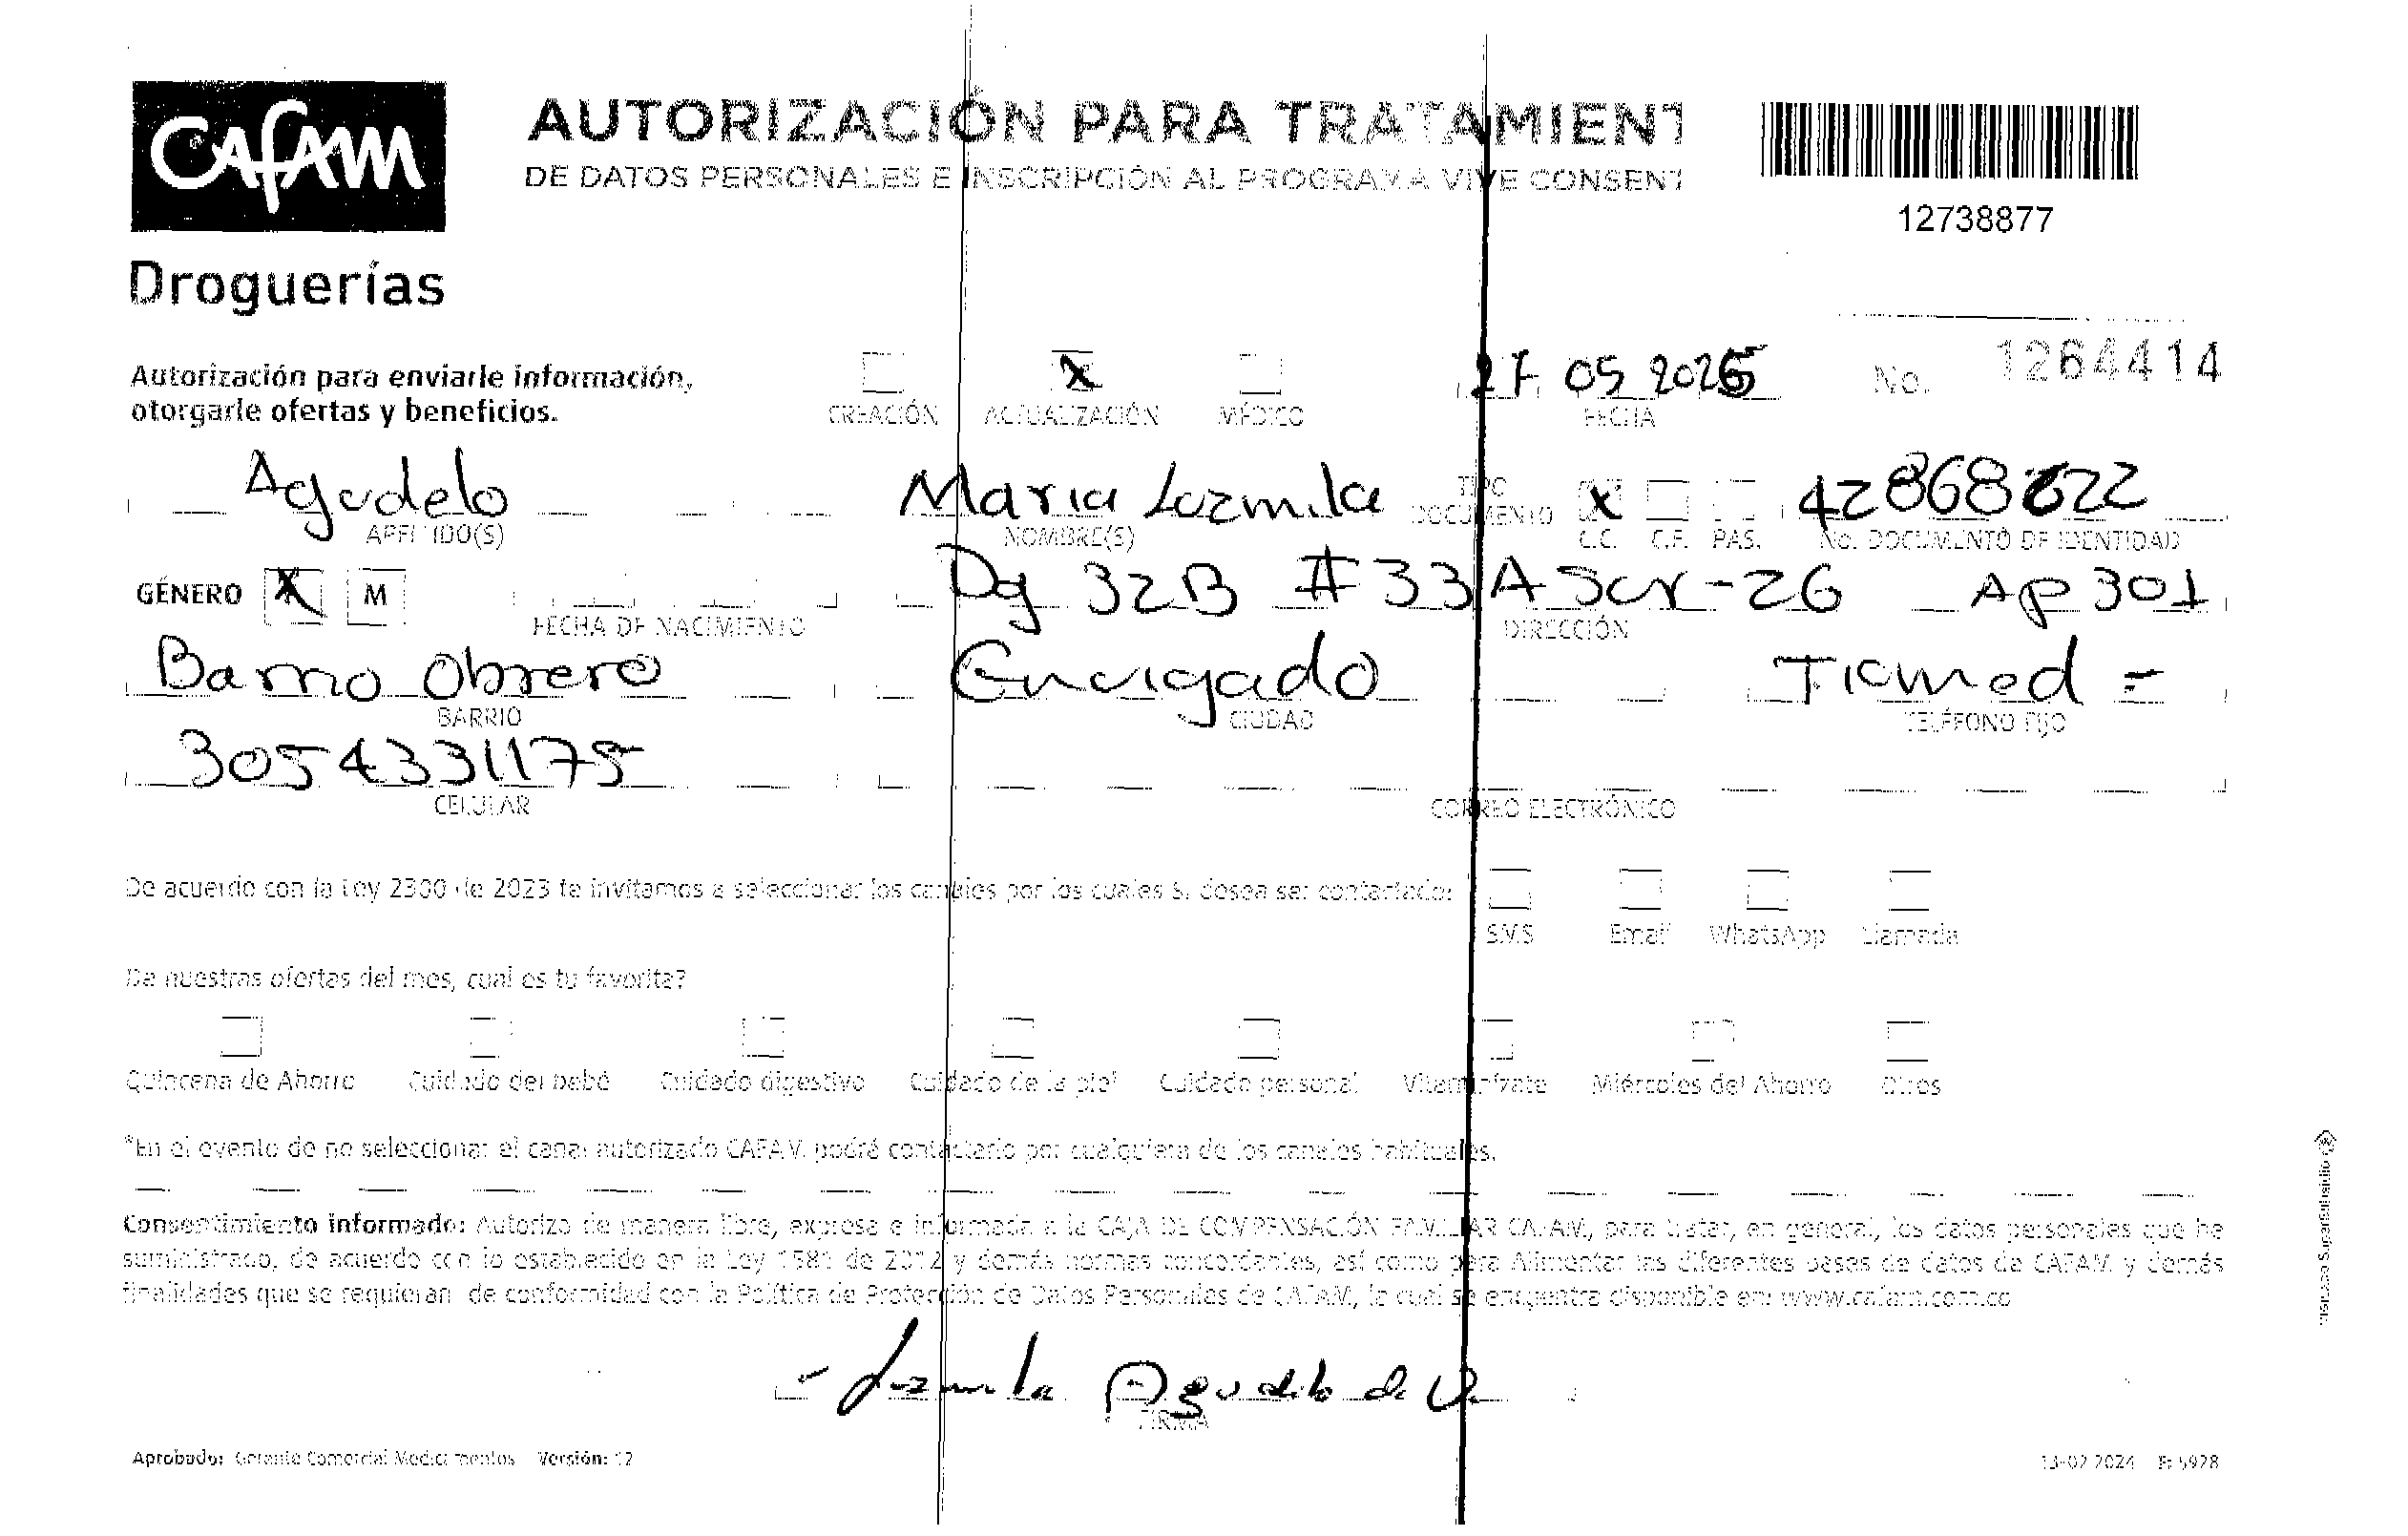 CAFAM
Droguerías
AUTORIZACIÓN PARA TRATAMIENT
DE DATOS PERSONALES E INSCRIPCIÓN AL PROGRAMA VIVE CONSENT
12738877
Autorización para enviarle información,
otorgarle ofertas y beneficios.
X
CREACIÓN ACTUALIZACIÓN MÉDICO
27 05 2025
FECHA
No. 1264414
Agudelo
APELLIDO(S)
Maria Luzmila
NOMBRE(S)
TIPO
DOCUMENTO
X
C.C. C.E. PAS.
42868222
No. DOCUMENTO DE IDENTIDAD
GÉNERO X M
FECHA DE NACIMIENTO
Dg 32B #33A Sur-26 Ap 301
DIRECCIÓN
Barrio Obrero
BARRIO
Envigado
CIUDAD
TELÉFONO FIJO
3054331175
CELULAR
CORREO ELECTRÓNICO
De acuerdo con la Ley 2300 de 2023 te invitamos a seleccionar los canales por los cuales si desea ser contactado:
SMS Email WhatsApp Llamada
De nuestras ofertas del mes, cual es tu favorita?
Quincena de Ahorro Cuidado del bebé Cuidado digestivo Cuidado de la piel Cuidado personal Vitamínízate Miércoles del Ahorro Otros
*En el evento de no seleccionar el canal autorizado CAFAM podrá contactarlo por cualquiera de los canales habituales.
Consentimiento informado: Autorizo de manera libre, expresa e informada a la CAJA DE COMPENSACIÓN FAMILIAR CAFAM, para tratar, en general, los datos personales que he
suministrado, de acuerdo con lo establecido en la Ley 1581 de 2012 y demás normas concordantes, así como para Alimentar las diferentes bases de datos de CAFAM y demás
finalidades que se requieran de conformidad con la Política de Protección de Datos Personales de CAFAM, la cual se encuentra disponible en: www.cafam.com.co
Luzmila Agudelo de
FIRMA
Aprobado: Gerente Comercial Medicamentos Versión: 12
13-02-2024 F: 5928